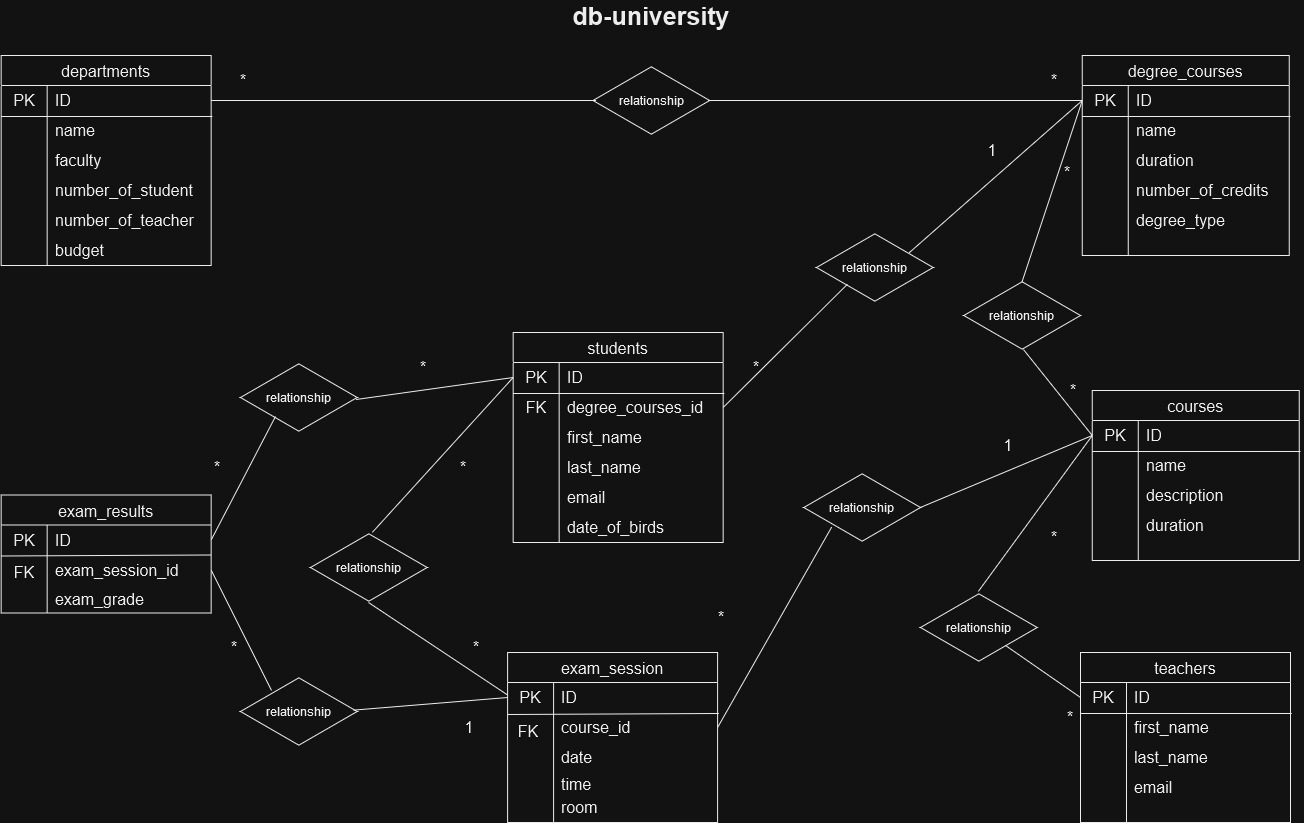 db-university
departments
PK ID
name
faculty
number_of_student
number_of_teacher
budget
*
relationship
*
degree_courses
PK ID
name
duration
number_of_credits
degree_type
1
*
relationship
*
relationship
*
students
PK ID
FK degree_courses_id
first_name
last_name
email
date_of_birds
*
relationship
*
*
relationship
*
exam_results
PK ID
FK exam_session_id
exam_grade
*
relationship
1
exam_session
PK ID
FK course_id
date
time
room
*
relationship
1
courses
PK ID
name
description
duration
*
relationship
*
teachers
PK ID
first_name
last_name
email